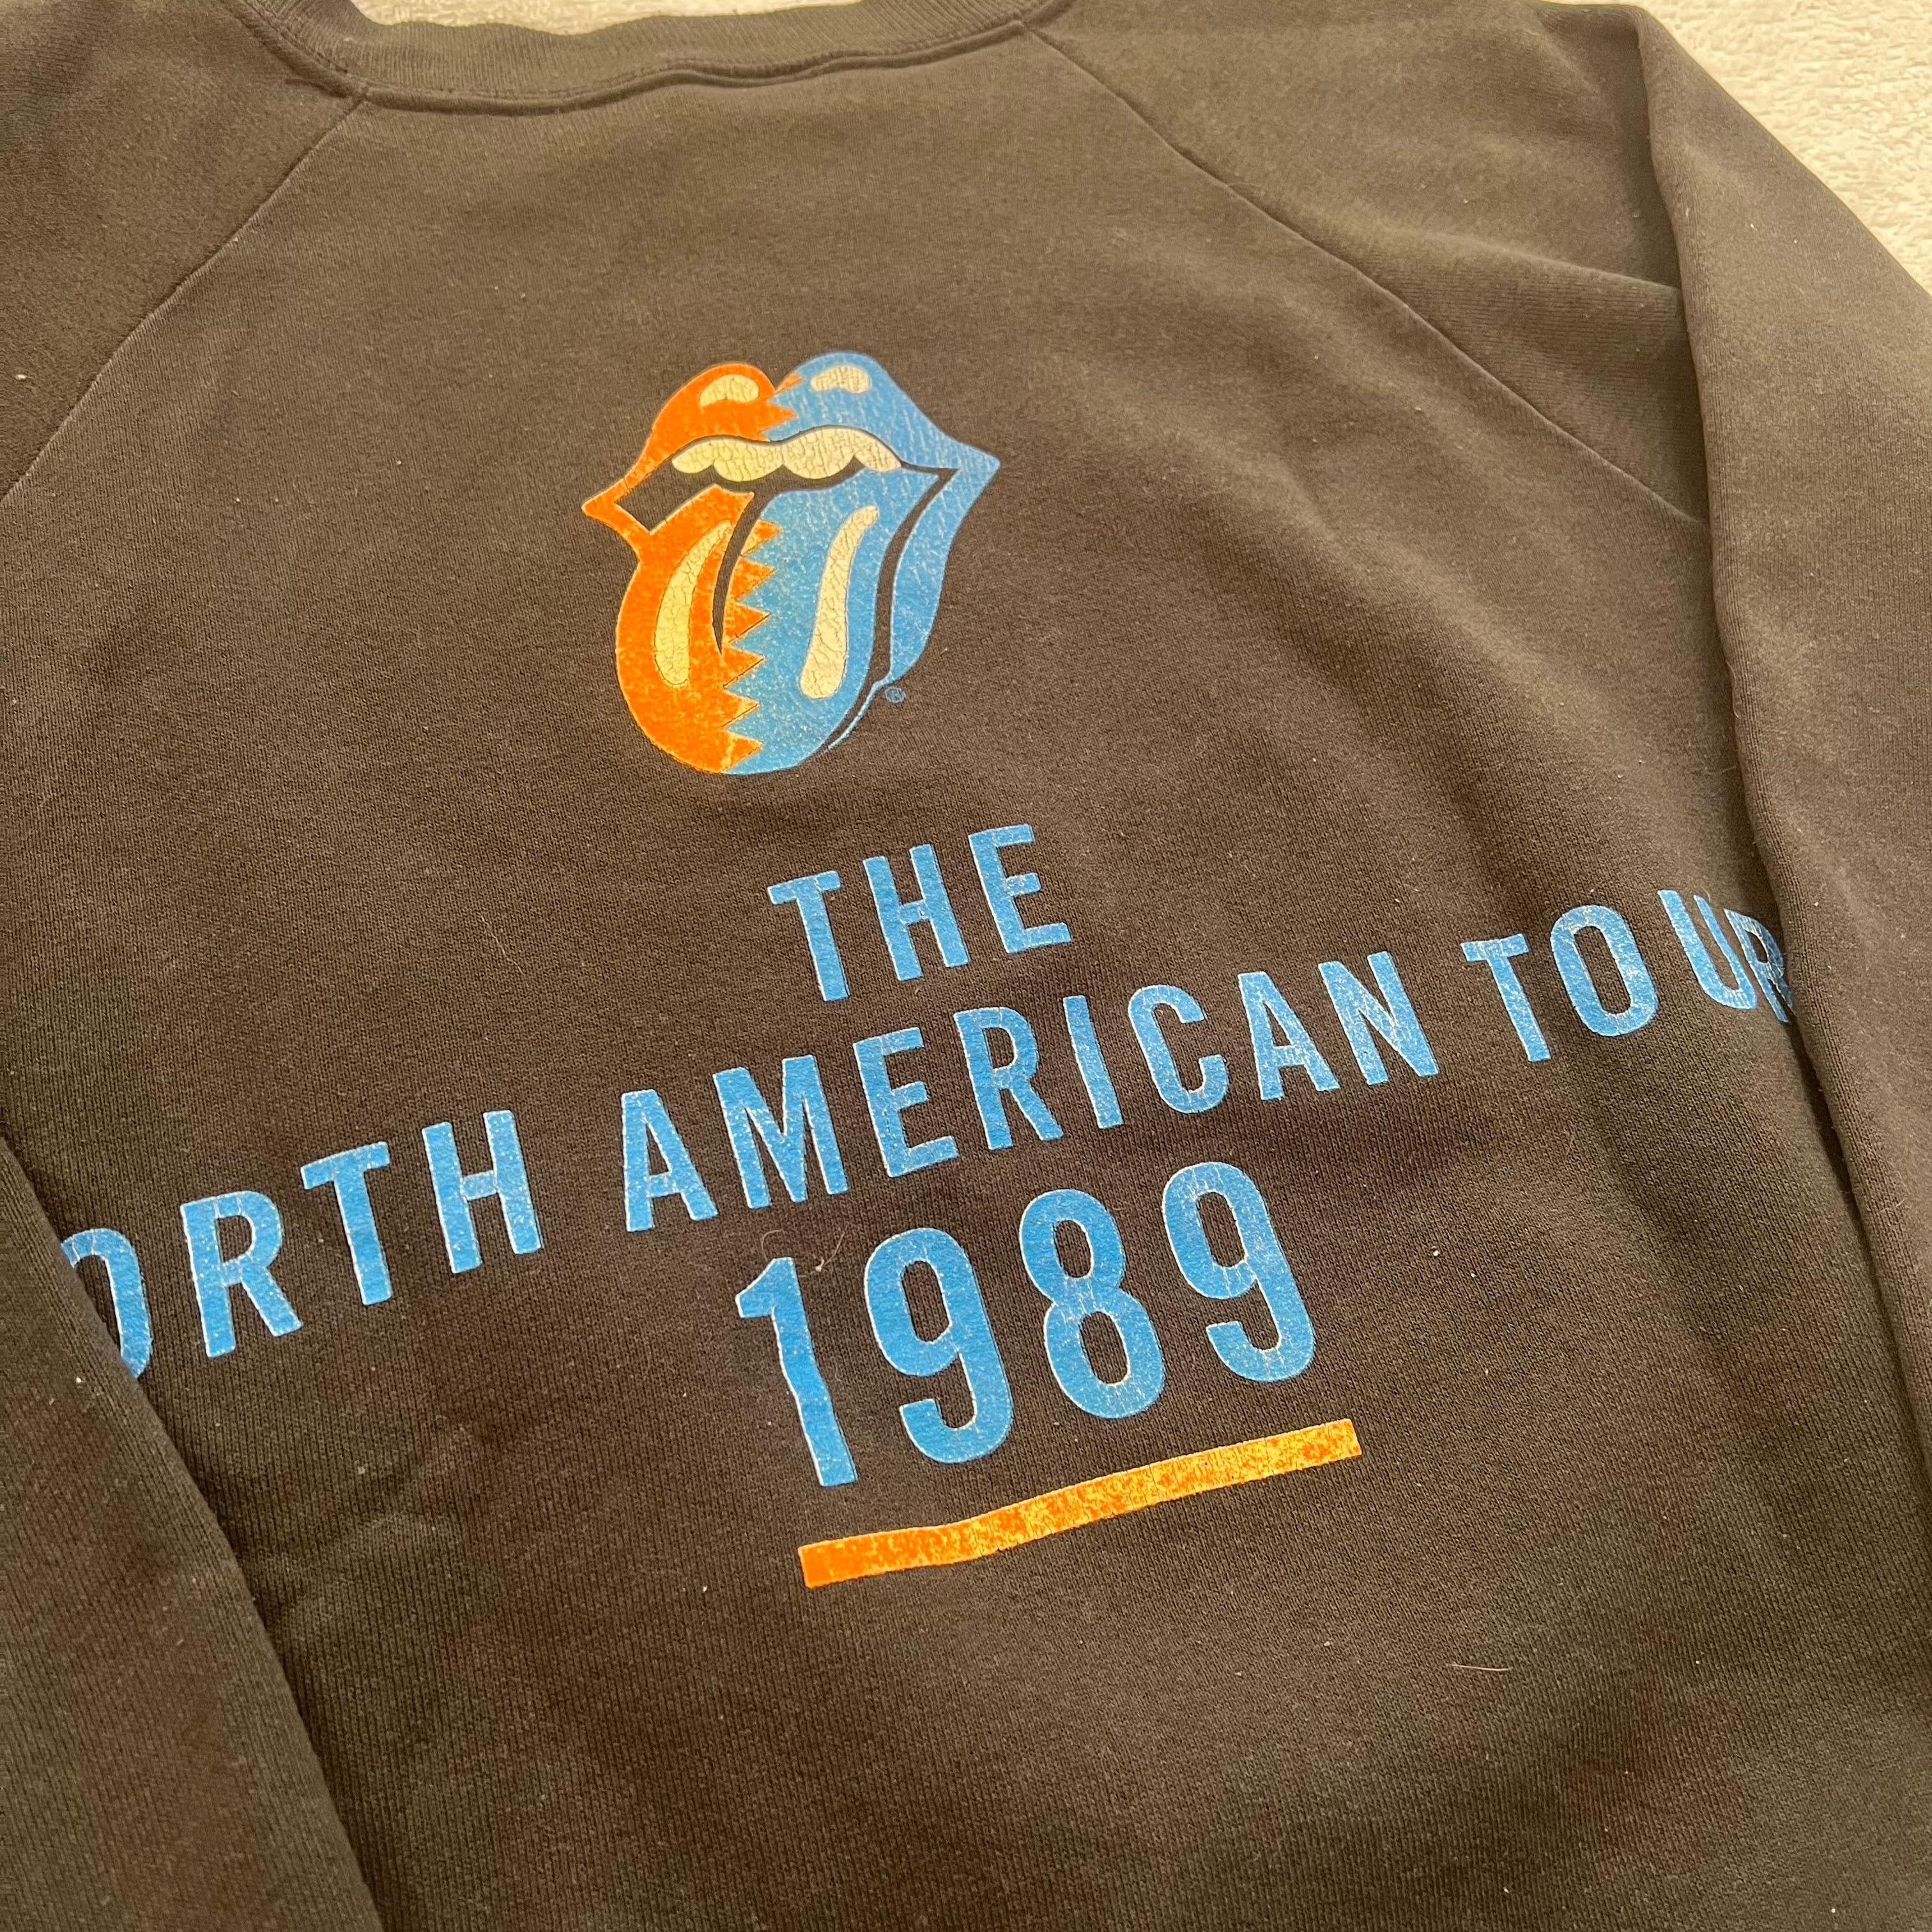 ®
THE
ORTH AMERICAN TOUR
1989